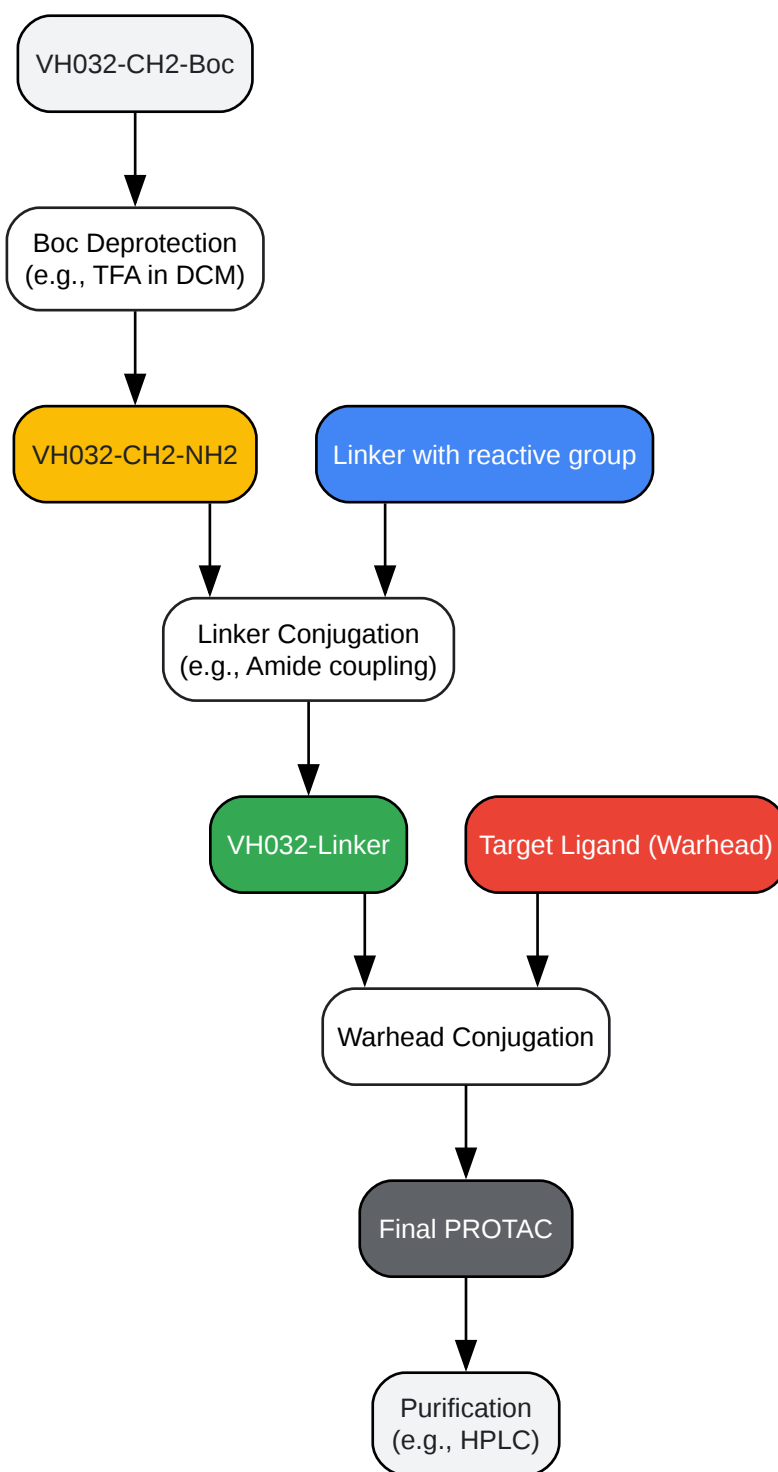 VH032-CH2-Boc
Boc Deprotection
(e.g., TFA in DCM)
VH032-CH2-NH2
Linker with reactive group
Linker Conjugation
(e.g., Amide coupling)
VH032-Linker
Target Ligand (Warhead)
Warhead Conjugation
Final PROTAC
Purification
(e.g., HPLC)